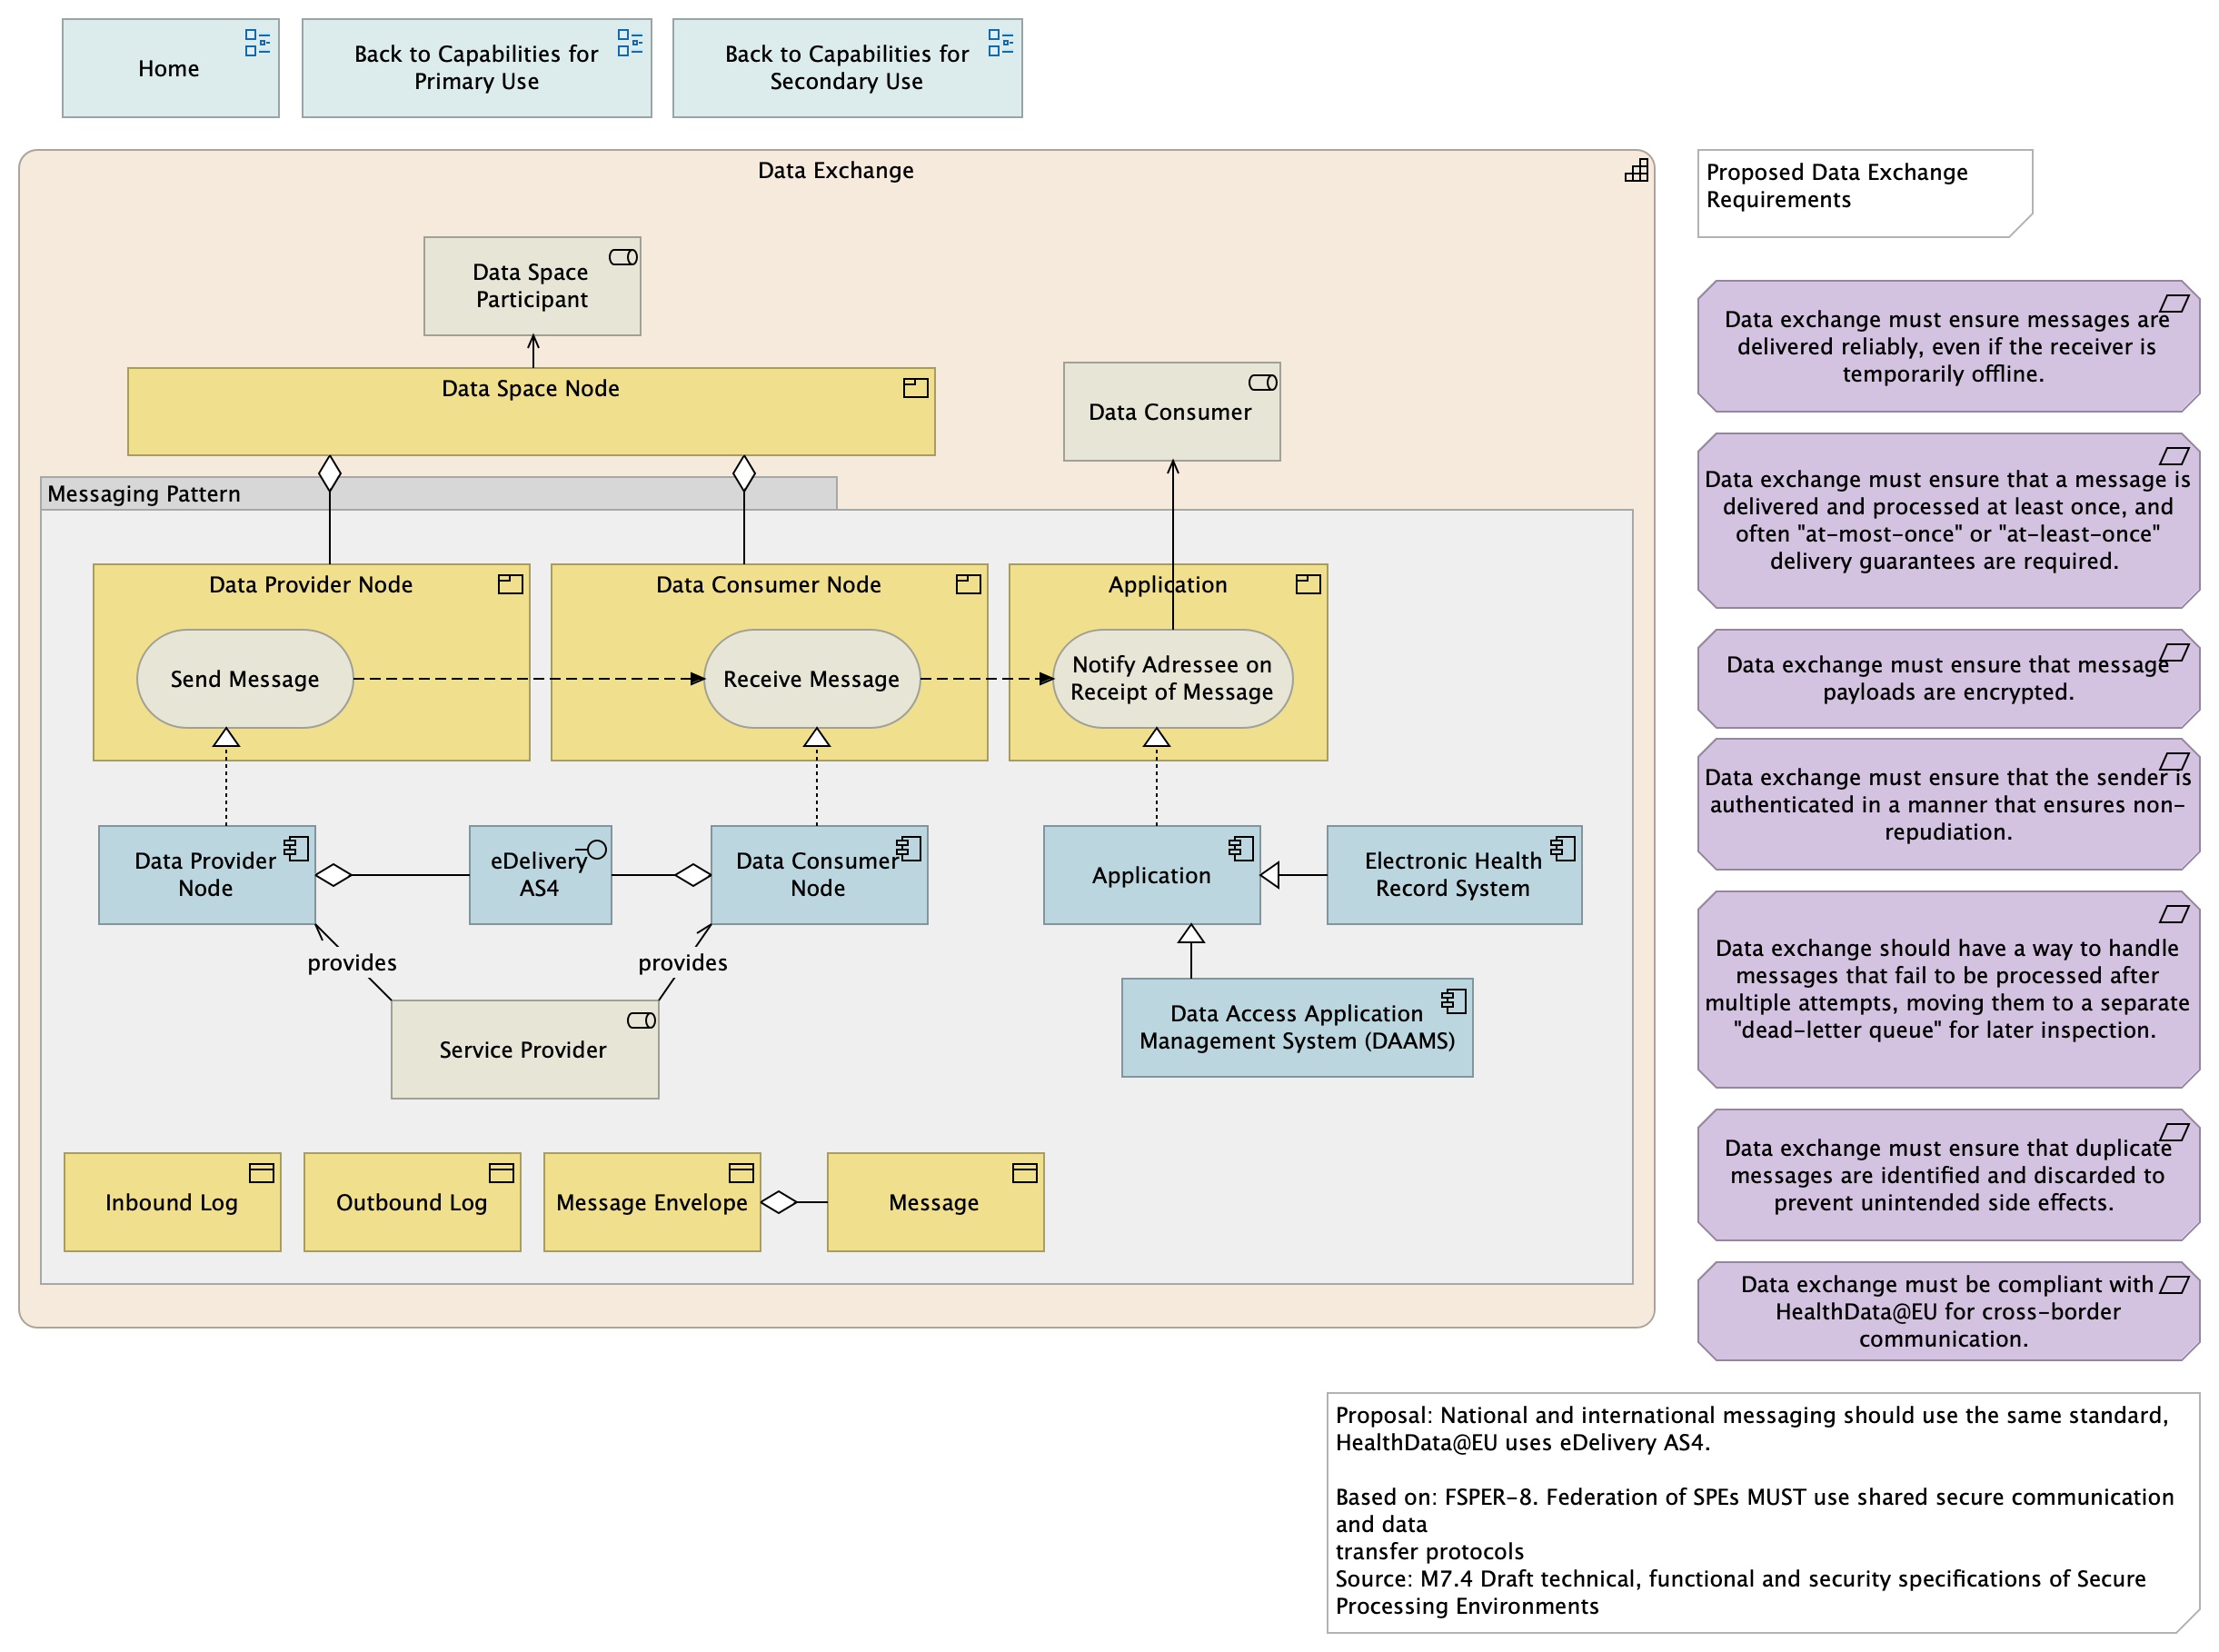 Home
Back to Capabilities for
Primary Use
Back to Capabilities for
Secondary Use
Data Exchange
Data Space
Participant
Data Space Node
Data Consumer
Messaging Pattern
Data Provider Node
Data Consumer Node
Application
Send Message
Receive Message
Notify Adressee on
Receipt of Message
Data Provider
Node
eDelivery
AS4
Data Consumer
Node
Application
Electronic Health
Record System
provides
provides
Service Provider
Data Access Application
Management System (DAAMS)
Inbound Log
Outbound Log
Message Envelope
Message
Proposed Data Exchange
Requirements
Data exchange must ensure messages are
delivered reliably, even if the receiver is
temporarily offline.
Data exchange must ensure that a message is
delivered and processed at least once, and
often "at-most-once" or "at-least-once"
delivery guarantees are required.
Data exchange must ensure that message
payloads are encrypted.
Data exchange must ensure that the sender is
authenticated in a manner that ensures non-
repudiation.
Data exchange should have a way to handle
messages that fail to be processed after
multiple attempts, moving them to a separate
"dead-letter queue" for later inspection.
Data exchange must ensure that duplicate
messages are identified and discarded to
prevent unintended side effects.
Data exchange must be compliant with
HealthData@EU for cross-border
communication.
Proposal: National and international messaging should use the same standard,
HealthData@EU uses eDelivery AS4.
Based on: FSPER-8. Federation of SPEs MUST use shared secure communication
and data
transfer protocols
Source: M7.4 Draft technical, functional and security specifications of Secure
Processing Environments